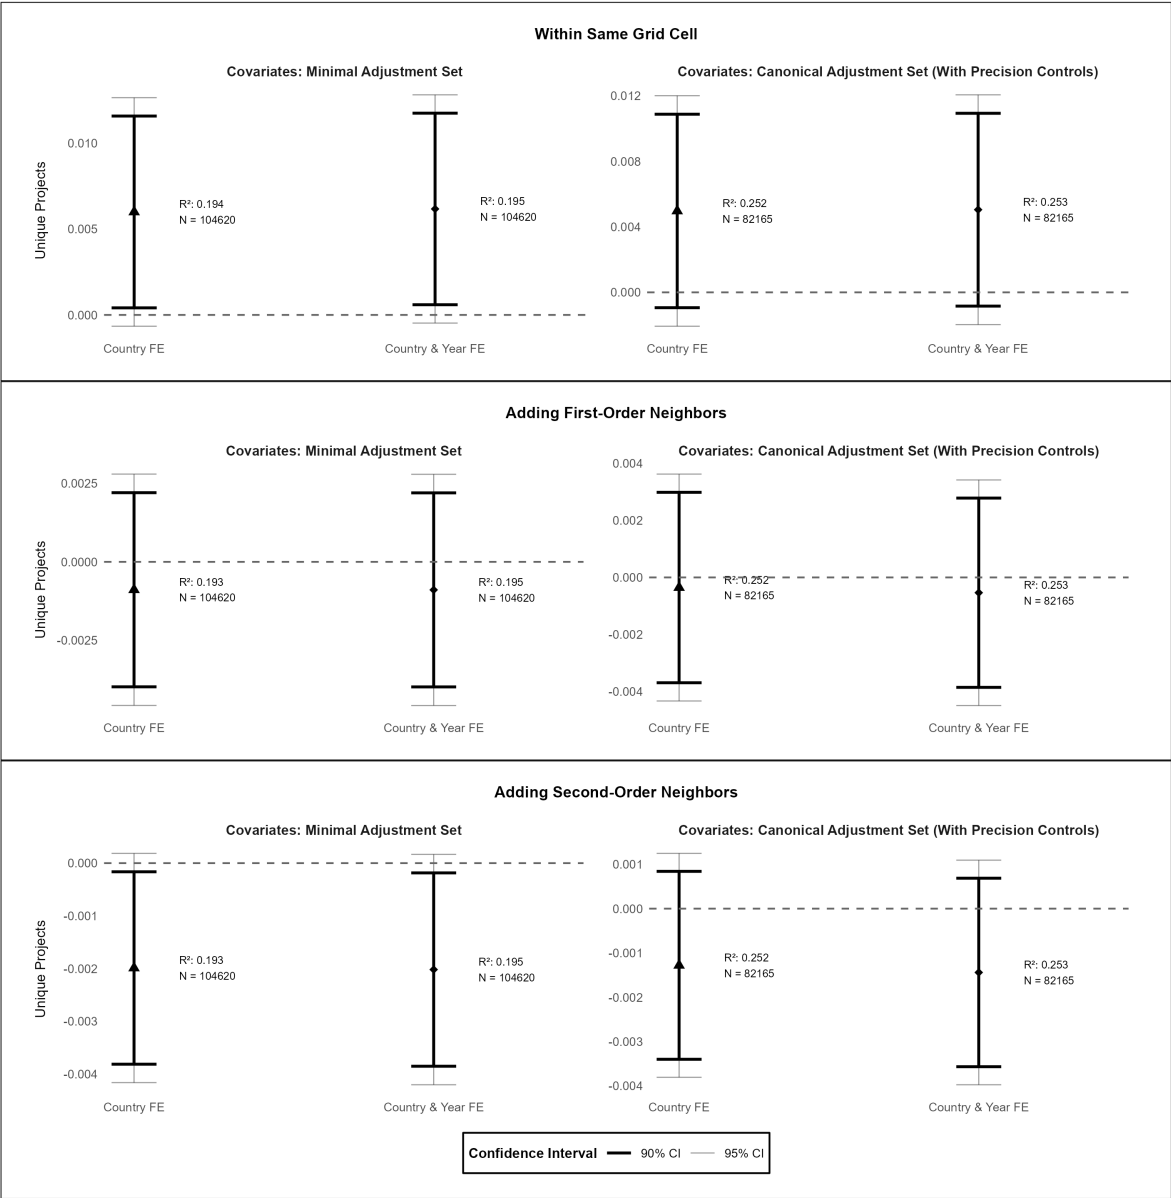 Within Same Grid Cell
Covariates: Minimal Adjustment Set
Unique Projects
0.010
0.005
0.000
R²: 0.194
N = 104620
R²: 0.195
N = 104620
Country FE
Country & Year FE
Covariates: Canonical Adjustment Set (With Precision Controls)
0.012
0.008
0.004
0.000
R²: 0.252
N = 82165
R²: 0.253
N = 82165
Country FE
Country & Year FE
Adding First-Order Neighbors
Covariates: Minimal Adjustment Set
Unique Projects
0.0025
0.0000
-0.0025
R²: 0.193
N = 104620
R²: 0.195
N = 104620
Country FE
Country & Year FE
Covariates: Canonical Adjustment Set (With Precision Controls)
0.004
0.002
0.000
-0.002
-0.004
R²: 0.252
N = 82165
R²: 0.253
N = 82165
Country FE
Country & Year FE
Adding Second-Order Neighbors
Covariates: Minimal Adjustment Set
Unique Projects
0.000
-0.001
-0.002
-0.003
-0.004
R²: 0.193
N = 104620
R²: 0.195
N = 104620
Country FE
Country & Year FE
Covariates: Canonical Adjustment Set (With Precision Controls)
0.001
0.000
-0.001
-0.002
-0.003
-0.004
R²: 0.252
N = 82165
R²: 0.253
N = 82165
Country FE
Country & Year FE
Confidence Interval 90% CI 95% CI